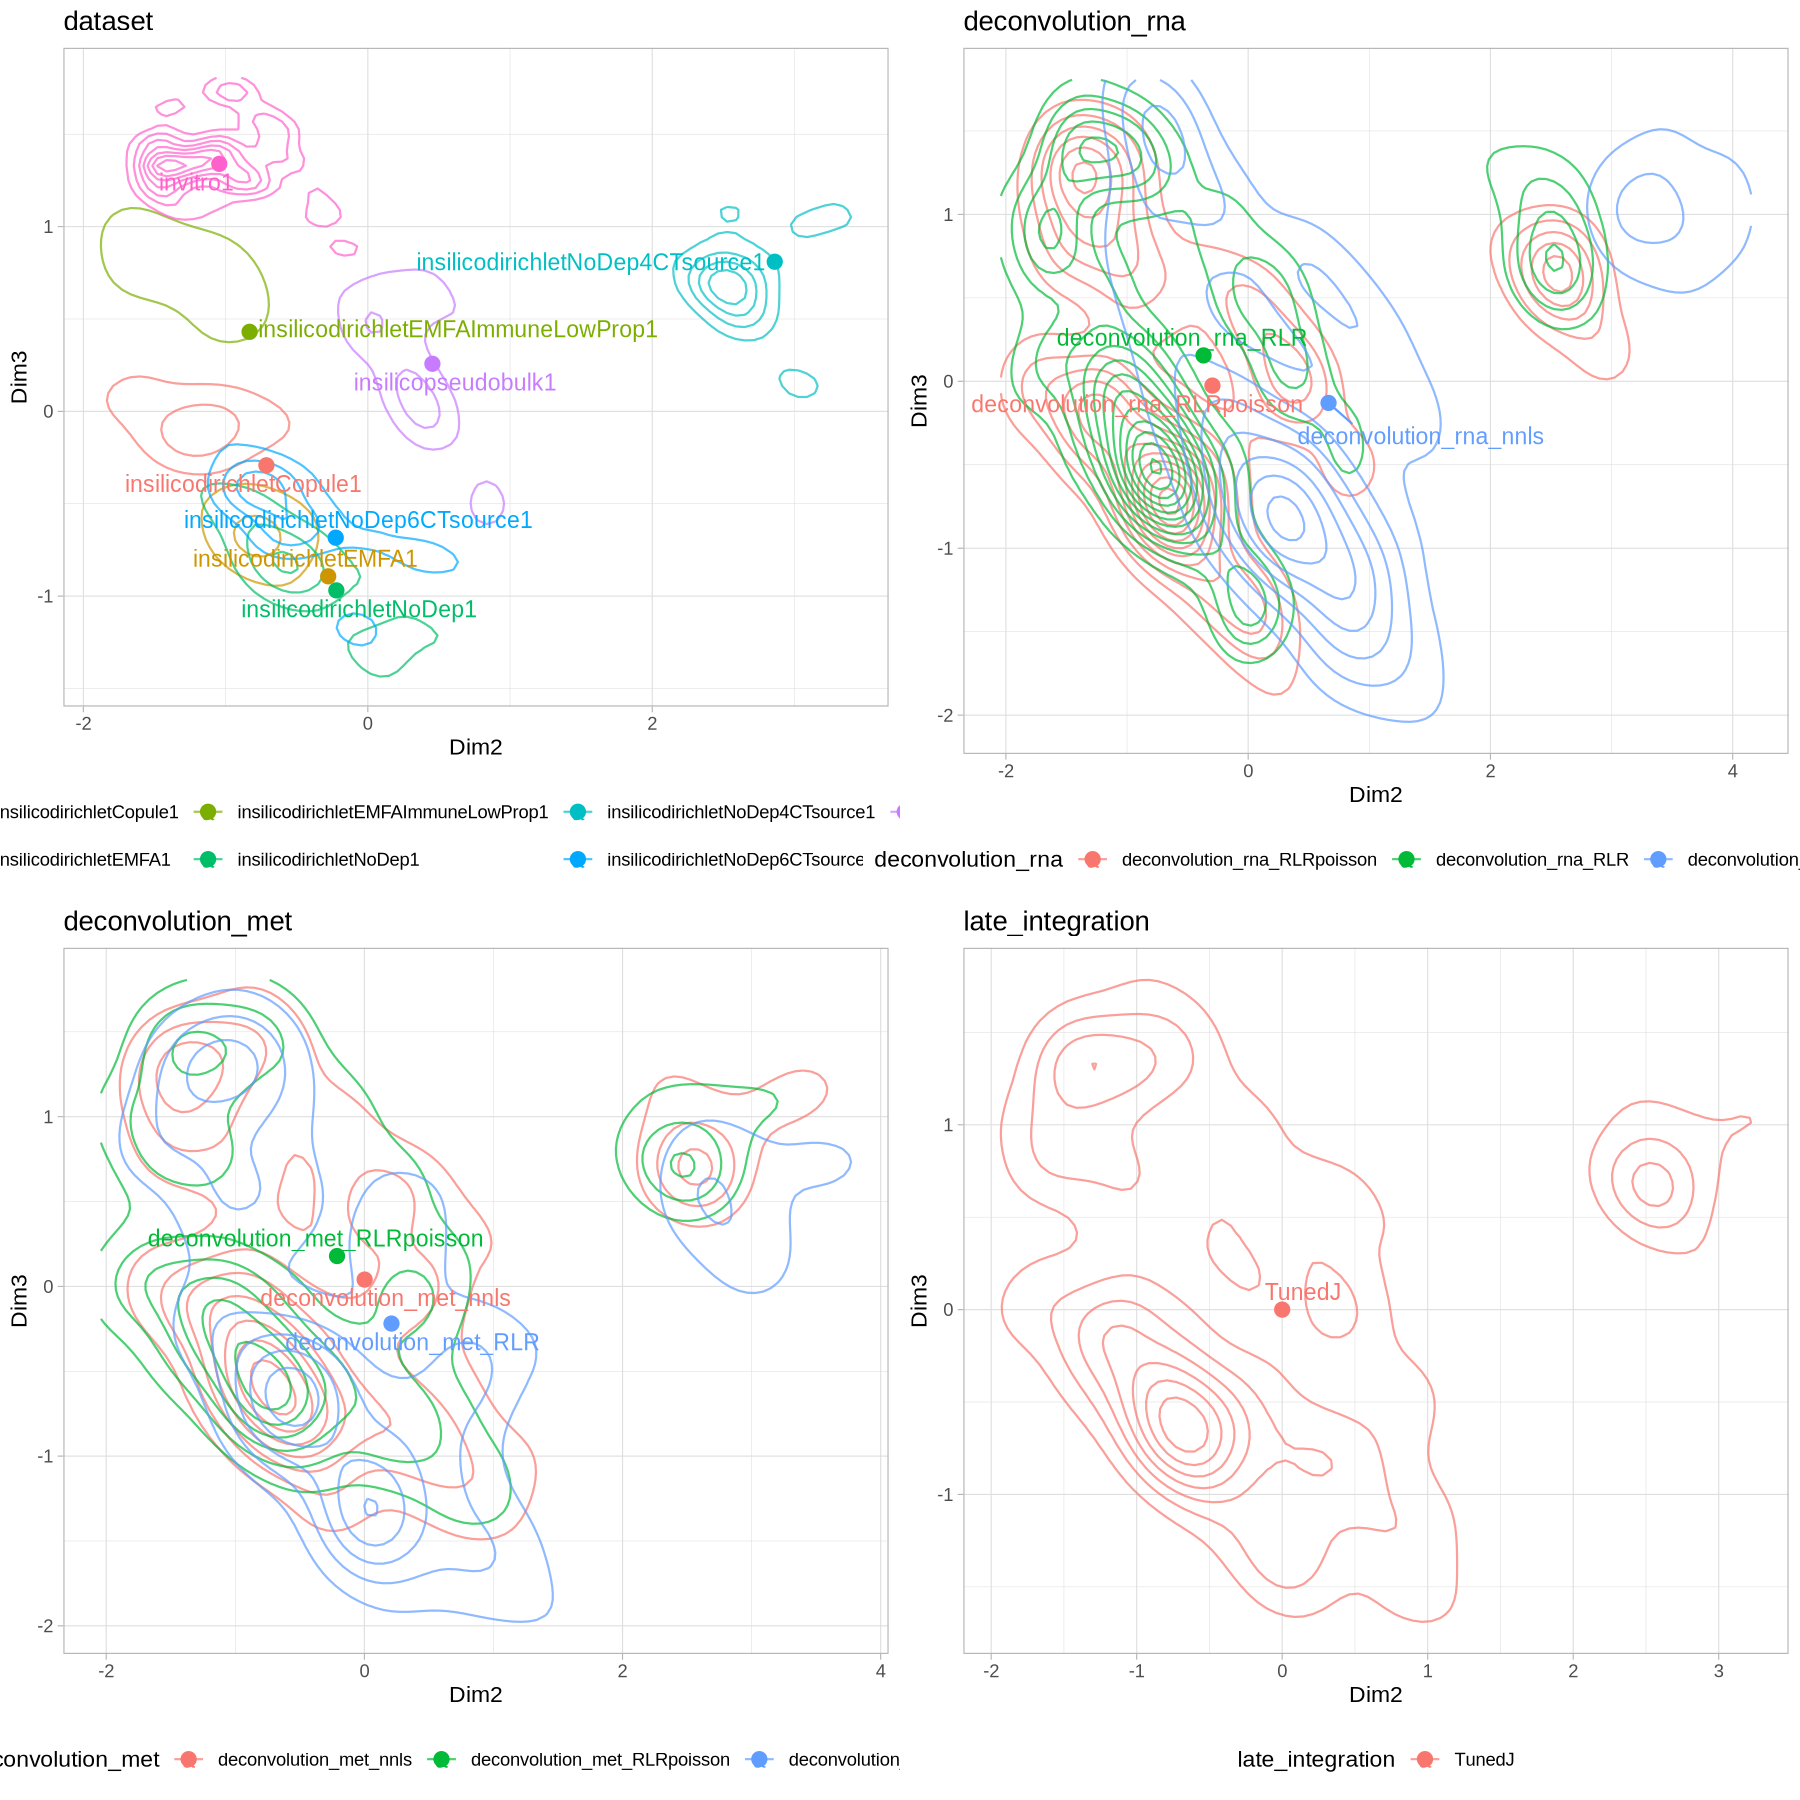 dataset
invitro1
insilicodirichletNoDep4CTsource1
insilicodirichletEMFAImmuneLowProp1
insilicopseudobulk1
insilicodirichletCopule1
insilicodirichletNoDep6CTsource1
insilicodirichletEMFA1
insilicodirichletNoDep1
Dim3
1
0
-1
-2
0
2
Dim2
nsilicodirichletCopule1
insilicodirichletEMFAImmuneLowProp1
insilicodirichletNoDep4CTsource1
nsilicodirichletEMFA1
insilicodirichletNoDep1
insilicodirichletNoDep6CTsource
deconvolution_rna
deconvolution_rna_RLR
deconvolution_rna_RLRpoisson
deconvolution_rna_nnls
Dim3
1
0
-1
-2
-2
0
2
4
Dim2
deconvolution_rna
deconvolution_rna_RLRpoisson
deconvolution_rna_RLR
deconvolution_
deconvolution_met
deconvolution_met_RLRpoisson
deconvolution_met_nnls
deconvolution_met_RLR
Dim3
1
0
-1
-2
-2
0
2
4
Dim2
convolution_met
deconvolution_met_nnls
deconvolution_met_RLRpoisson
deconvolution_
late_integration
TunedJ
Dim3
1
0
-1
-2
-1
0
1
2
3
Dim2
late_integration
TunedJ